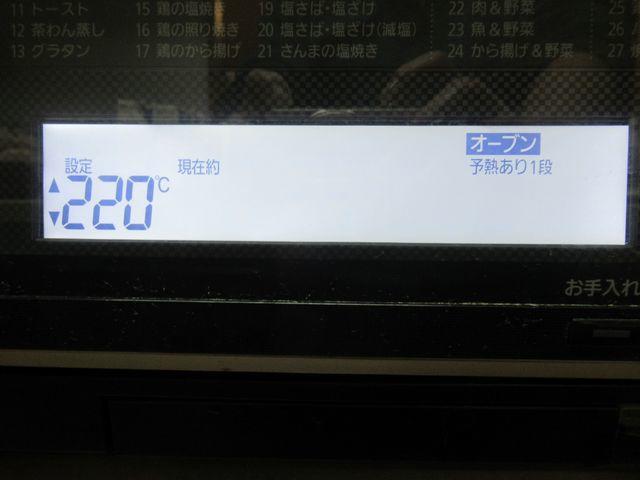 11 トースト 15 鶏の塩焼き 19 塩さば・塩ざけ 22 肉&野菜 25
12 茶わん蒸し 16 鶏の照り焼き 20 塩さば・塩ざけ(減塩) 23 魚&野菜 26
13 グラタン 17 鶏のから揚げ 21 さんまの塩焼き 24 から揚げ&野菜 27
オーブン
設定 現在約 予熱あり1段
▲▼220℃
お手入れ